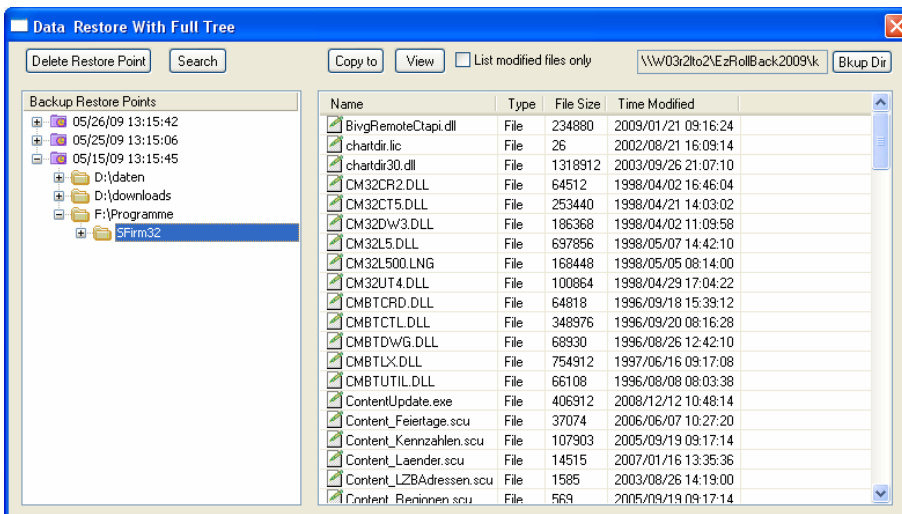 Data Restore With Full Tree
Delete Restore Point Search Copy to View List modified files only \\W03r2lto2\EzRollBack2009\k Bkup Dir
Backup Restore Points
05/26/09 13:15:42
05/25/09 13:15:06
05/15/09 13:15:45
D:\daten
D:\downloads
F:\Programme
SFirm32
Name Type File Size Time Modified
BivgRemoteCtapi.dll File 234880 2009/01/21 09:16:24
chartdir.lic File 26 2002/08/21 16:09:14
chartdir30.dll File 1318912 2003/09/26 21:07:10
CM32CR2.DLL File 64512 1998/04/02 16:46:04
CM32CT5.DLL File 253440 1998/04/21 14:03:02
CM32DW3.DLL File 186368 1998/04/02 11:09:58
CM32L5.DLL File 697856 1998/05/07 14:42:10
CM32L500.LNG File 168448 1998/05/05 08:14:00
CM32UT4.DLL File 100864 1998/04/29 17:04:22
CMBTCRD.DLL File 64818 1996/09/18 15:39:12
CMBTCTL.DLL File 348976 1996/09/20 08:16:28
CMBTDWG.DLL File 68930 1996/08/26 12:42:10
CMBTLX.DLL File 754912 1997/06/16 09:17:08
CMBTUTIL.DLL File 66108 1996/08/08 08:03:38
ContentUpdate.exe File 406912 2008/12/12 10:48:14
Content_Feiertage.scu File 37074 2006/06/07 10:27:20
Content_Kennzahlen.scu File 107903 2005/09/19 09:17:14
Content_Laender.scu File 14515 2007/01/16 13:35:36
Content_LZBAdressen.scu File 1585 2003/08/26 14:19:00
Content_Regionen.scu File 569 2005/09/19 09:17:14